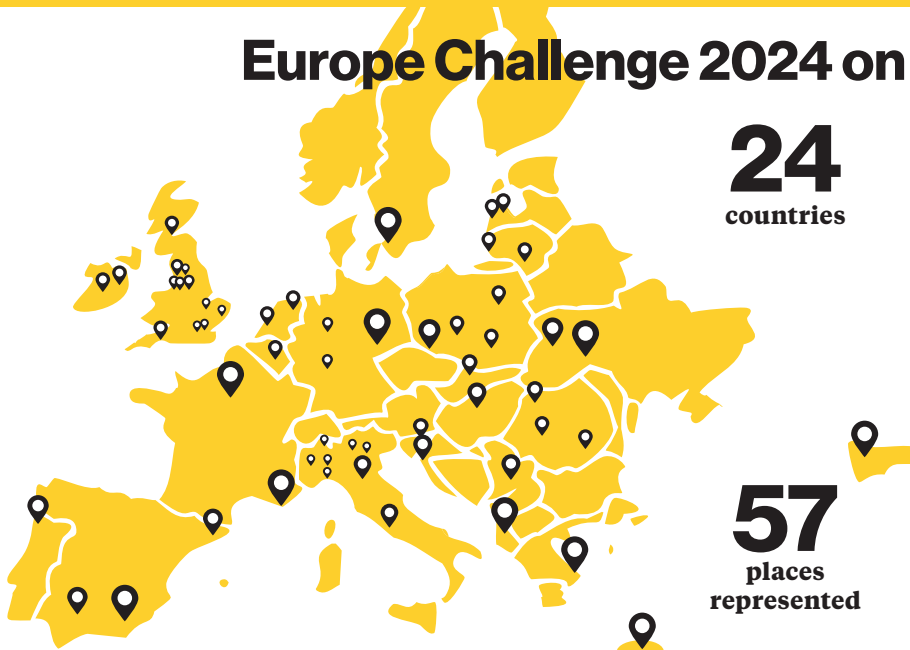 Europe Challenge 2024 on
24
countries
57
places
represented